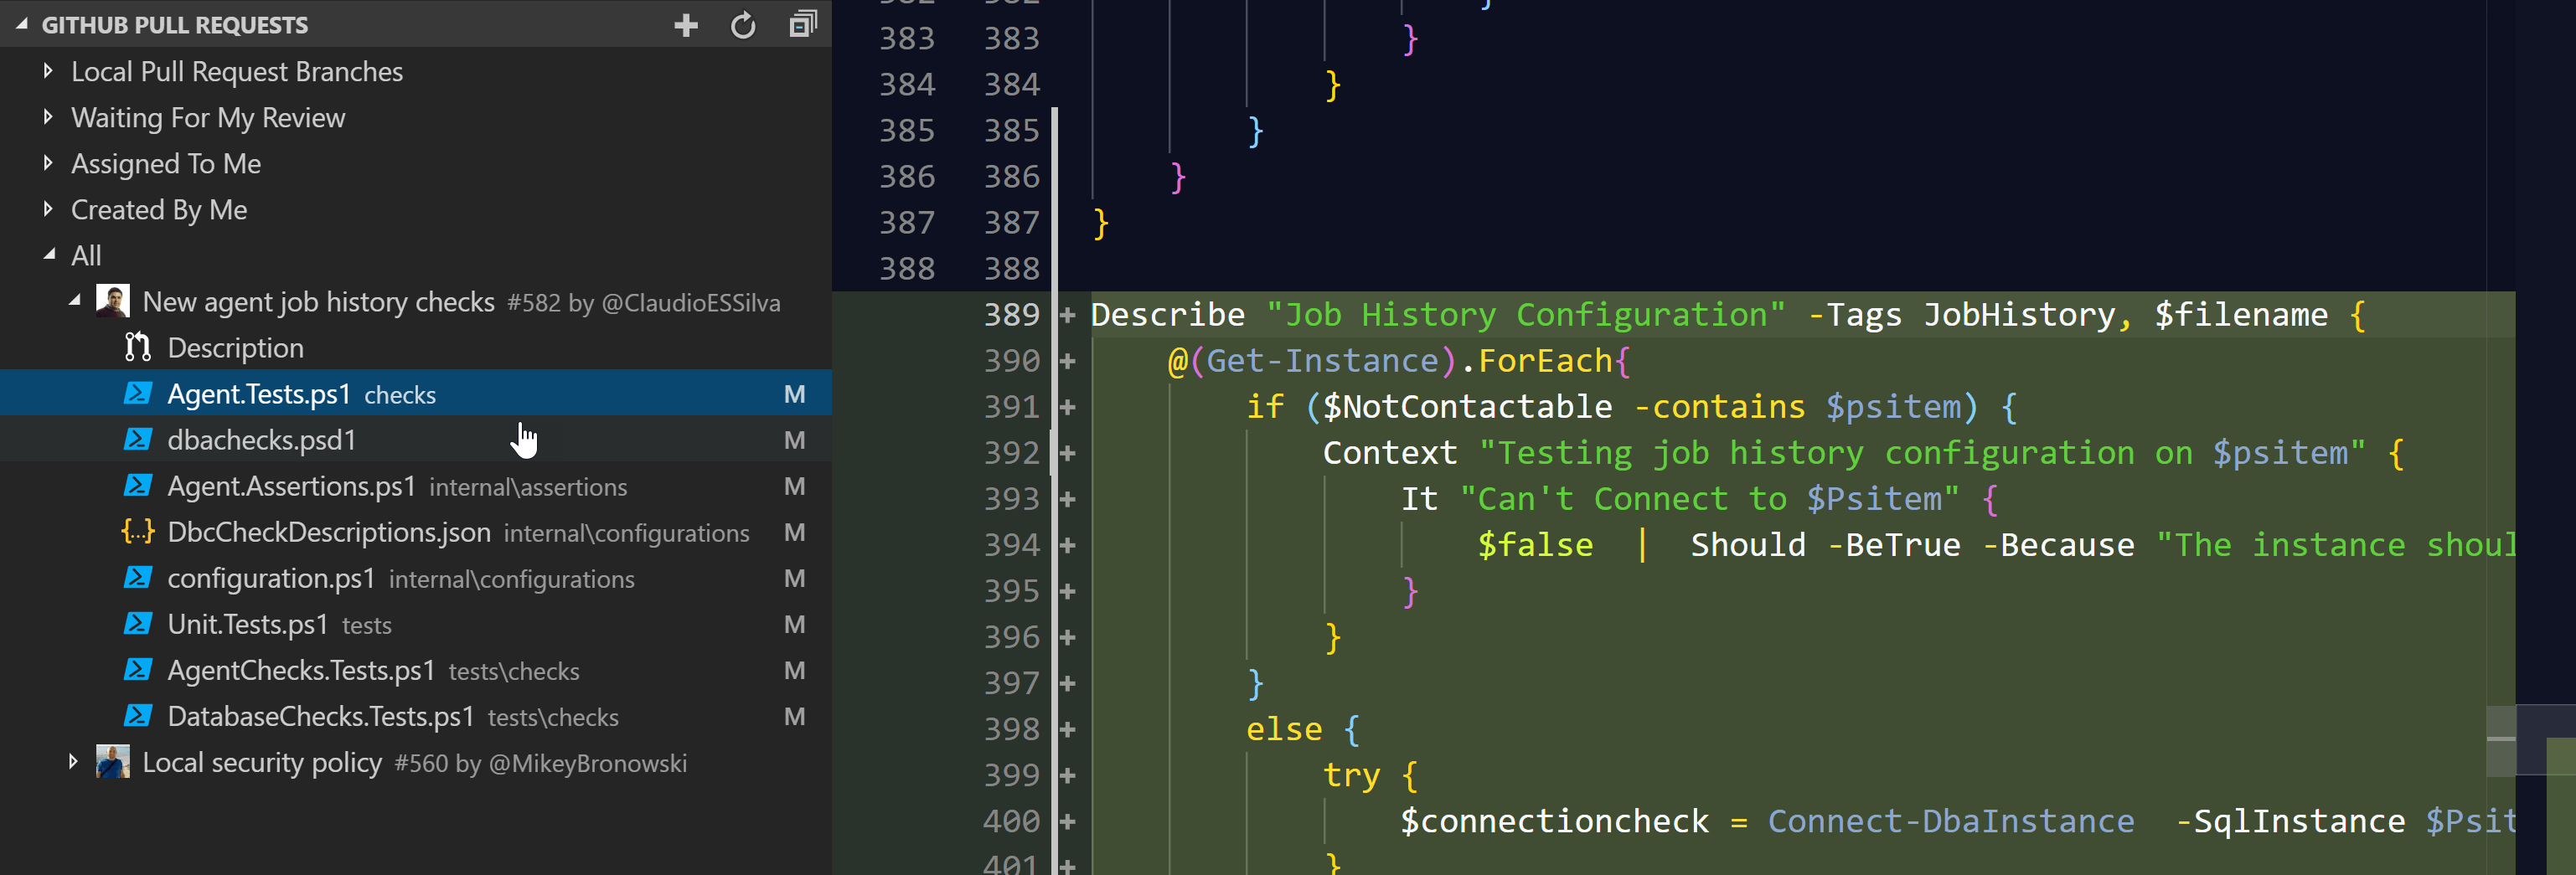 GITHUB PULL REQUESTS
Local Pull Request Branches
Waiting For My Review
Assigned To Me
Created By Me
All
New agent job history checks #582 by @ClaudioESSilva
Description
Agent.Tests.ps1 checks M
dbachecks.psd1 M
Agent.Assertions.ps1 internal\assertions M
{...} DbcCheckDescriptions.json internal\configurations M
configuration.ps1 internal\configurations M
Unit.Tests.ps1 tests M
AgentChecks.Tests.ps1 tests\checks M
DatabaseChecks.Tests.ps1 tests\checks M
Local security policy #560 by @MikeyBronowski
382 382 }
383 383 }
384 384 }
385 385 }
386 386 }
387 387 }
388 388
389 + Describe "Job History Configuration" -Tags JobHistory, $filename {
390 + @(Get-Instance).ForEach{
391 + if ($NotContactable -contains $psitem) {
392 + Context "Testing job history configuration on $psitem" {
393 + It "Can't Connect to $Psitem" {
394 + $false | Should -BeTrue -Because "The instance shoul
395 + }
396 + }
397 + }
398 + else {
399 + try {
400 + $connectioncheck = Connect-DbaInstance -SqlInstance $Psit
401 + }